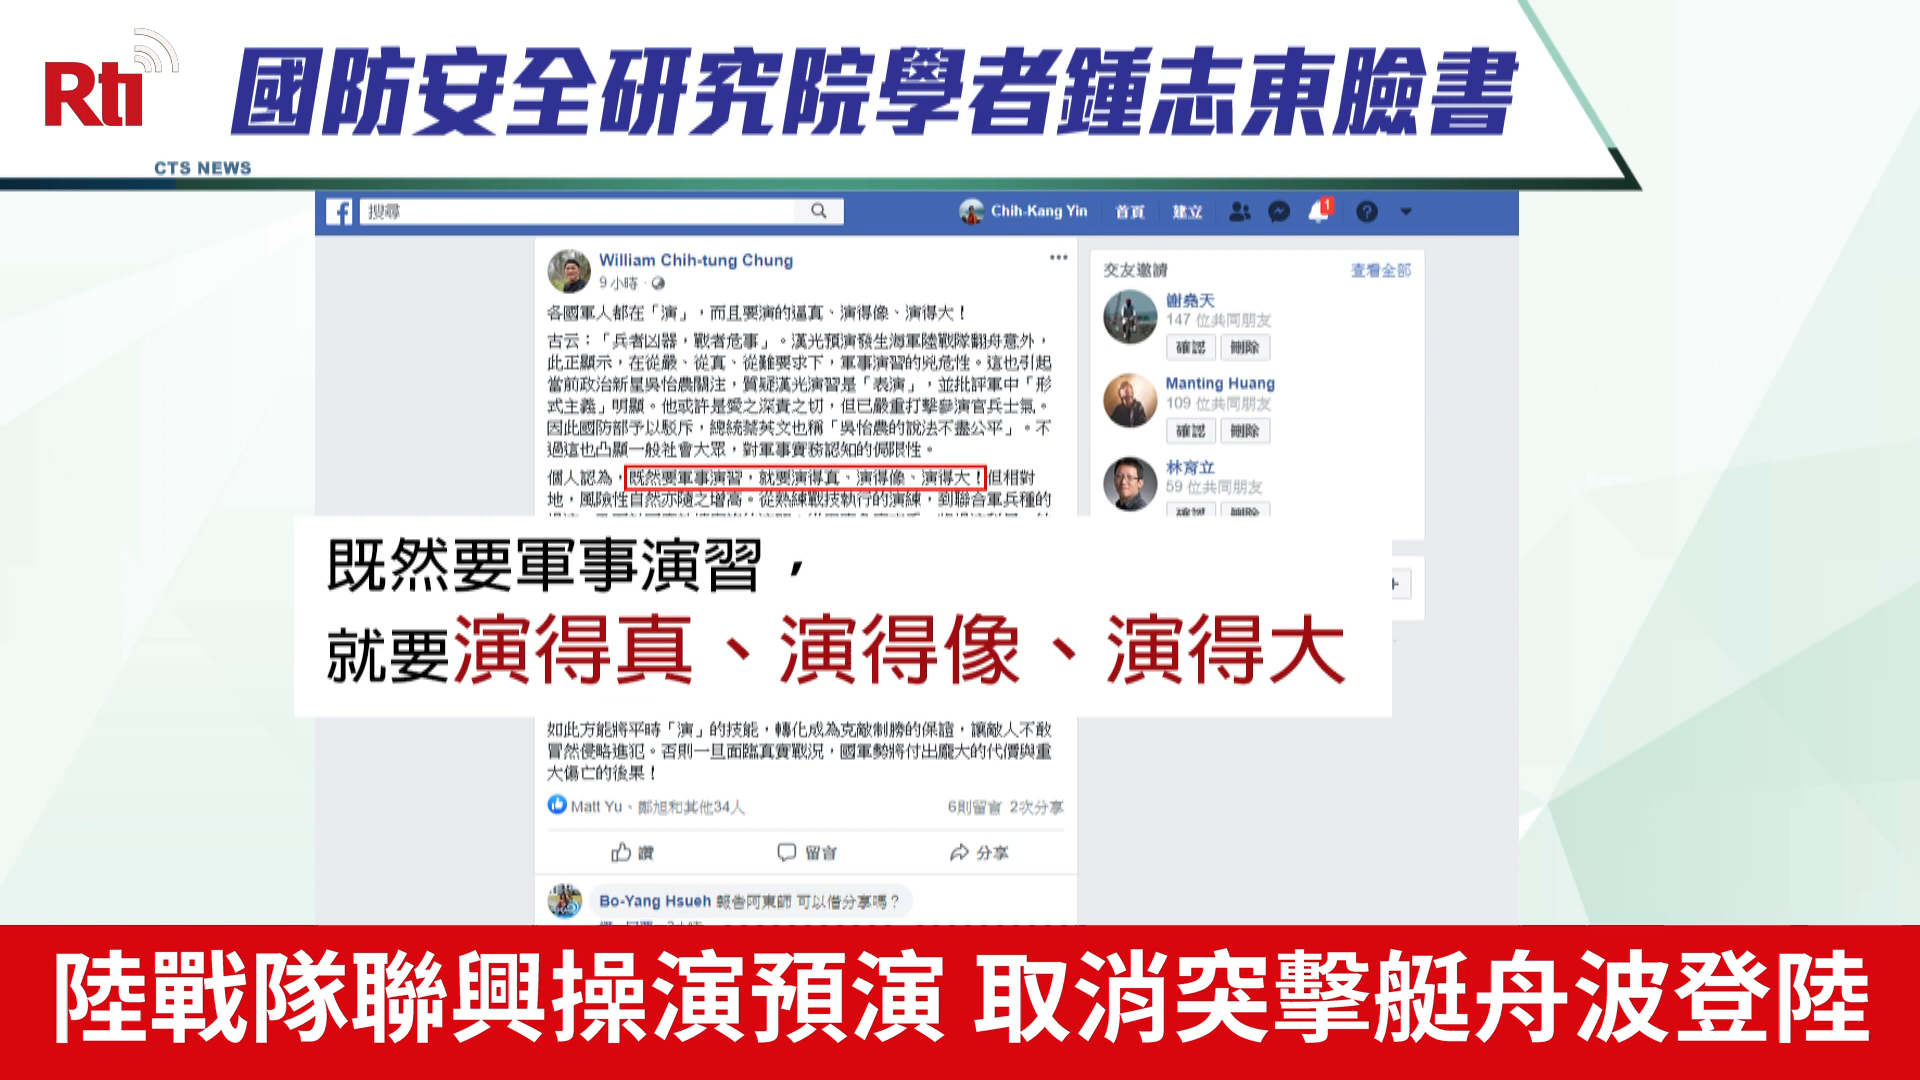 Rti
國防安全研究院學者鍾志東臉書
CTS NEWS
搜尋
Chih-Kang Yin
首頁
建立
1
William Chih-tung Chung
9 小時
各國軍人都在「演」，而且要演的逼真、演得像、演得大！
古云：「兵者凶器，戰者危事」。漢光預演發生海軍陸戰隊翻舟意外，
此正顯示，在從嚴、從真、從難要求下，軍事演習的兇危性。這也引起
當前政治新星吳怡農關注，質疑漢光演習是「表演」，並批評軍中「形
式主義」明顯。他或許是愛之深責之切，但已嚴重打擊參演官兵士氣。
因此國防部予以駁斥，總統蔡英文也稱「吳怡農的說法不盡公平」。不
過這也凸顯一般社會大眾，對軍事實務認知的侷限性。
個人認為，既然要軍事演習，就要演得真、演得像、演得大！但相對
地，風險性自然亦隨之增高。從熟練戰技執行的演練，到聯合軍兵種的
既然要軍事演習，
就要演得真、演得像、演得大
如此方能將平時「演」的技能，轉化成為克敵制勝的保證，讓敵人不敢
冒然侵略進犯。否則一旦面臨真實戰況，國軍勢將付出龐大的代價與重
大傷亡的後果！
Matt Yu、鄭旭和其他34人
6則留言 2次分享
讚
留言
分享
Bo-Yang Hsueh 報告阿東師 可以借分享嗎？
交友邀請
查看全部
謝堯天
147 位共同朋友
確認
刪除
Manting Huang
109 位共同朋友
確認
刪除
林育立
59 位共同朋友
確認
刪除
陸戰隊聯興操演預演 取消突擊艇舟波登陸